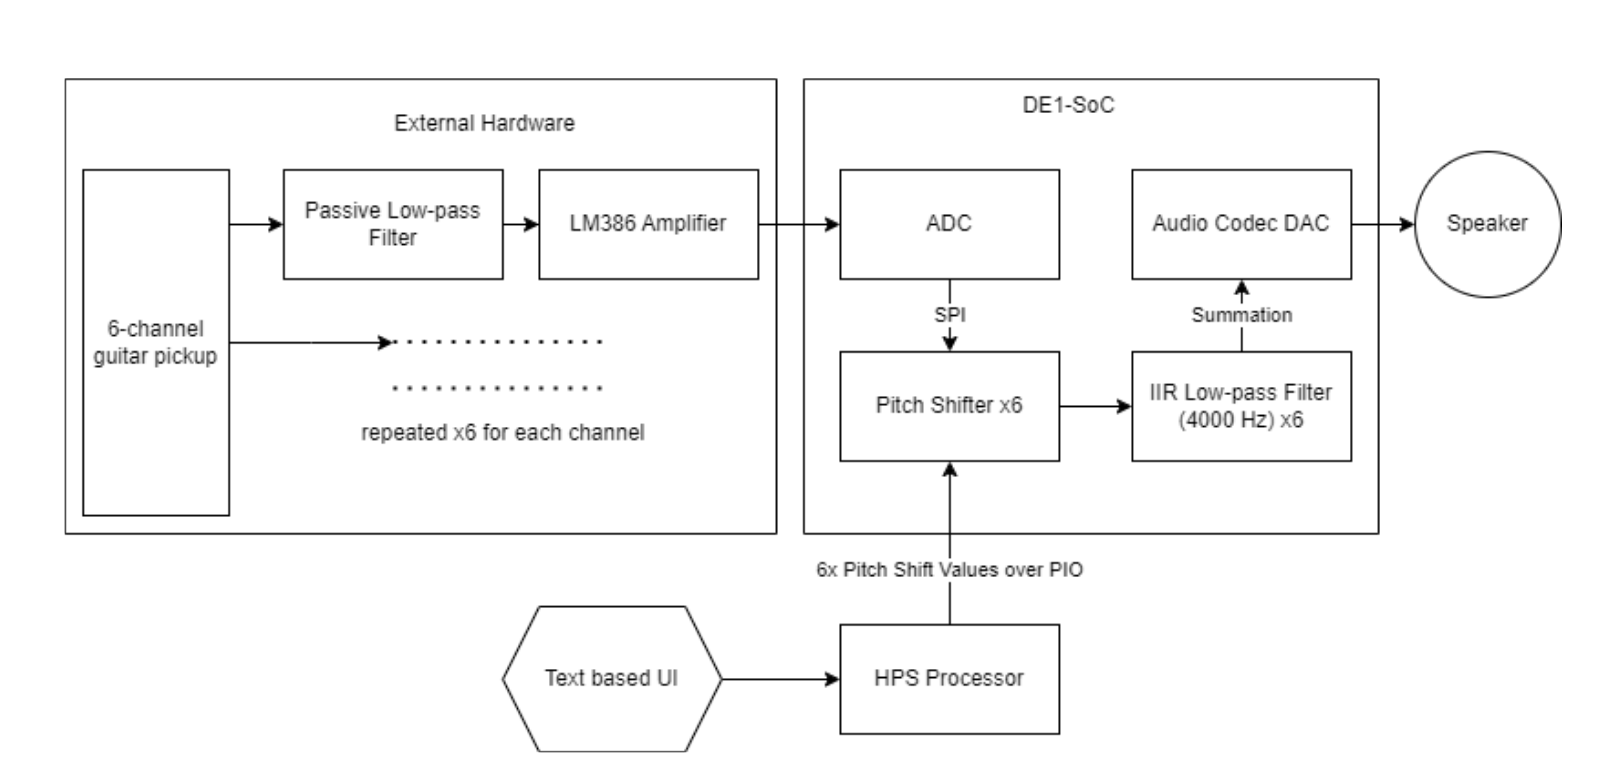 External Hardware
6-channel
guitar pickup
Passive Low-pass
Filter
LM386 Amplifier
repeated x6 for each channel
DE1-SoC
ADC
Audio Codec DAC
Speaker
SPI
Summation
Pitch Shifter x6
IIR Low-pass Filter
(4000 Hz) x6
6x Pitch Shift Values over PIO
Text based UI
HPS Processor